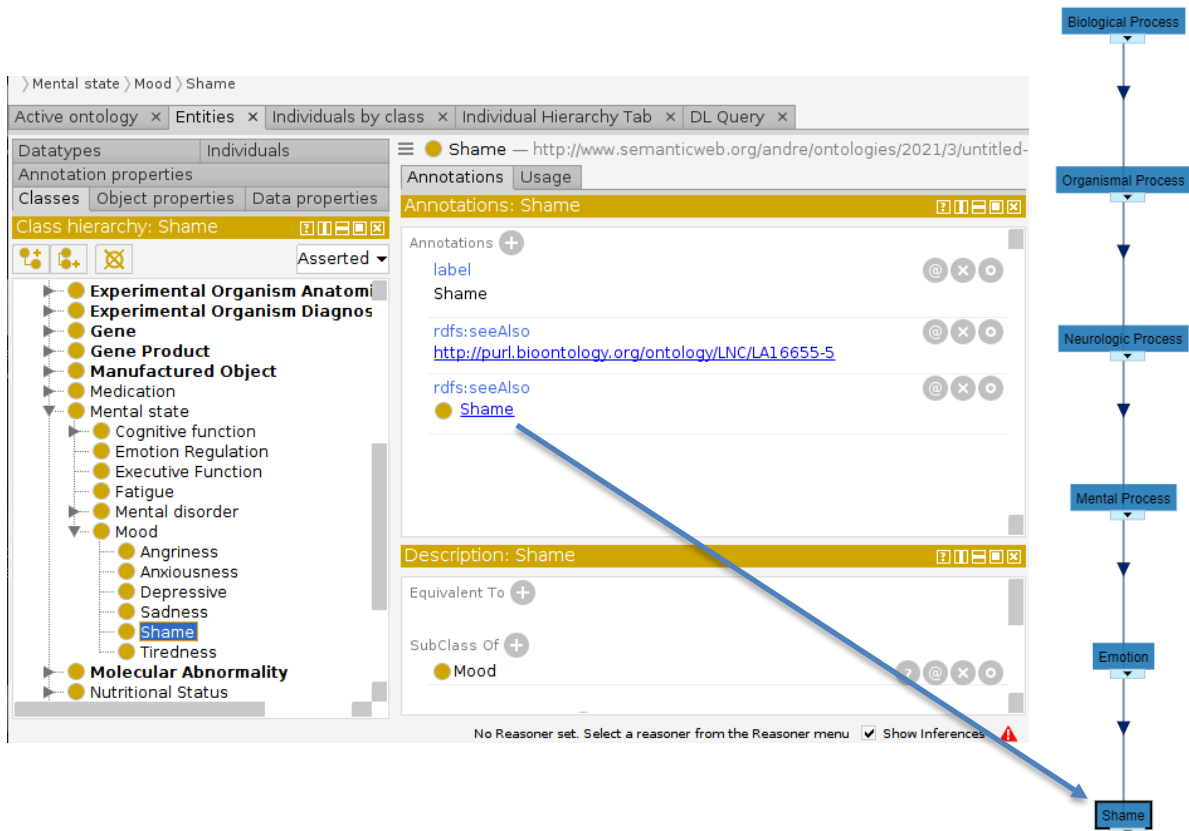 Biological Process
Organismal Process
Neurologic Process
Mental Process
Emotion
Shame
〉Mental state 〉Mood 〉Shame
Active ontology × Entities × Individuals by class × Individual Hierarchy Tab × DL Query ×
Datatypes Individuals
Annotation properties
Classes Object properties Data properties
Class hierarchy: Shame
Asserted
Experimental Organism Anatomi
Experimental Organism Diagnos
Gene
Gene Product
Manufactured Object
Medication
Mental state
Cognitive function
Emotion Regulation
Executive Function
Fatigue
Mental disorder
Mood
Angriness
Anxiousness
Depressive
Sadness
Shame
Tiredness
Molecular Abnormality
Nutritional Status
Shame — http://www.semanticweb.org/andre/ontologies/2021/3/untitled-
Annotations Usage
Annotations: Shame
Annotations
label
Shame
rdfs:seeAlso
http://purl.bioontology.org/ontology/LNC/LA16655-5
rdfs:seeAlso
Shame
Description: Shame
Equivalent To
SubClass Of
Mood
No Reasoner set. Select a reasoner from the Reasoner menu Show Inferences